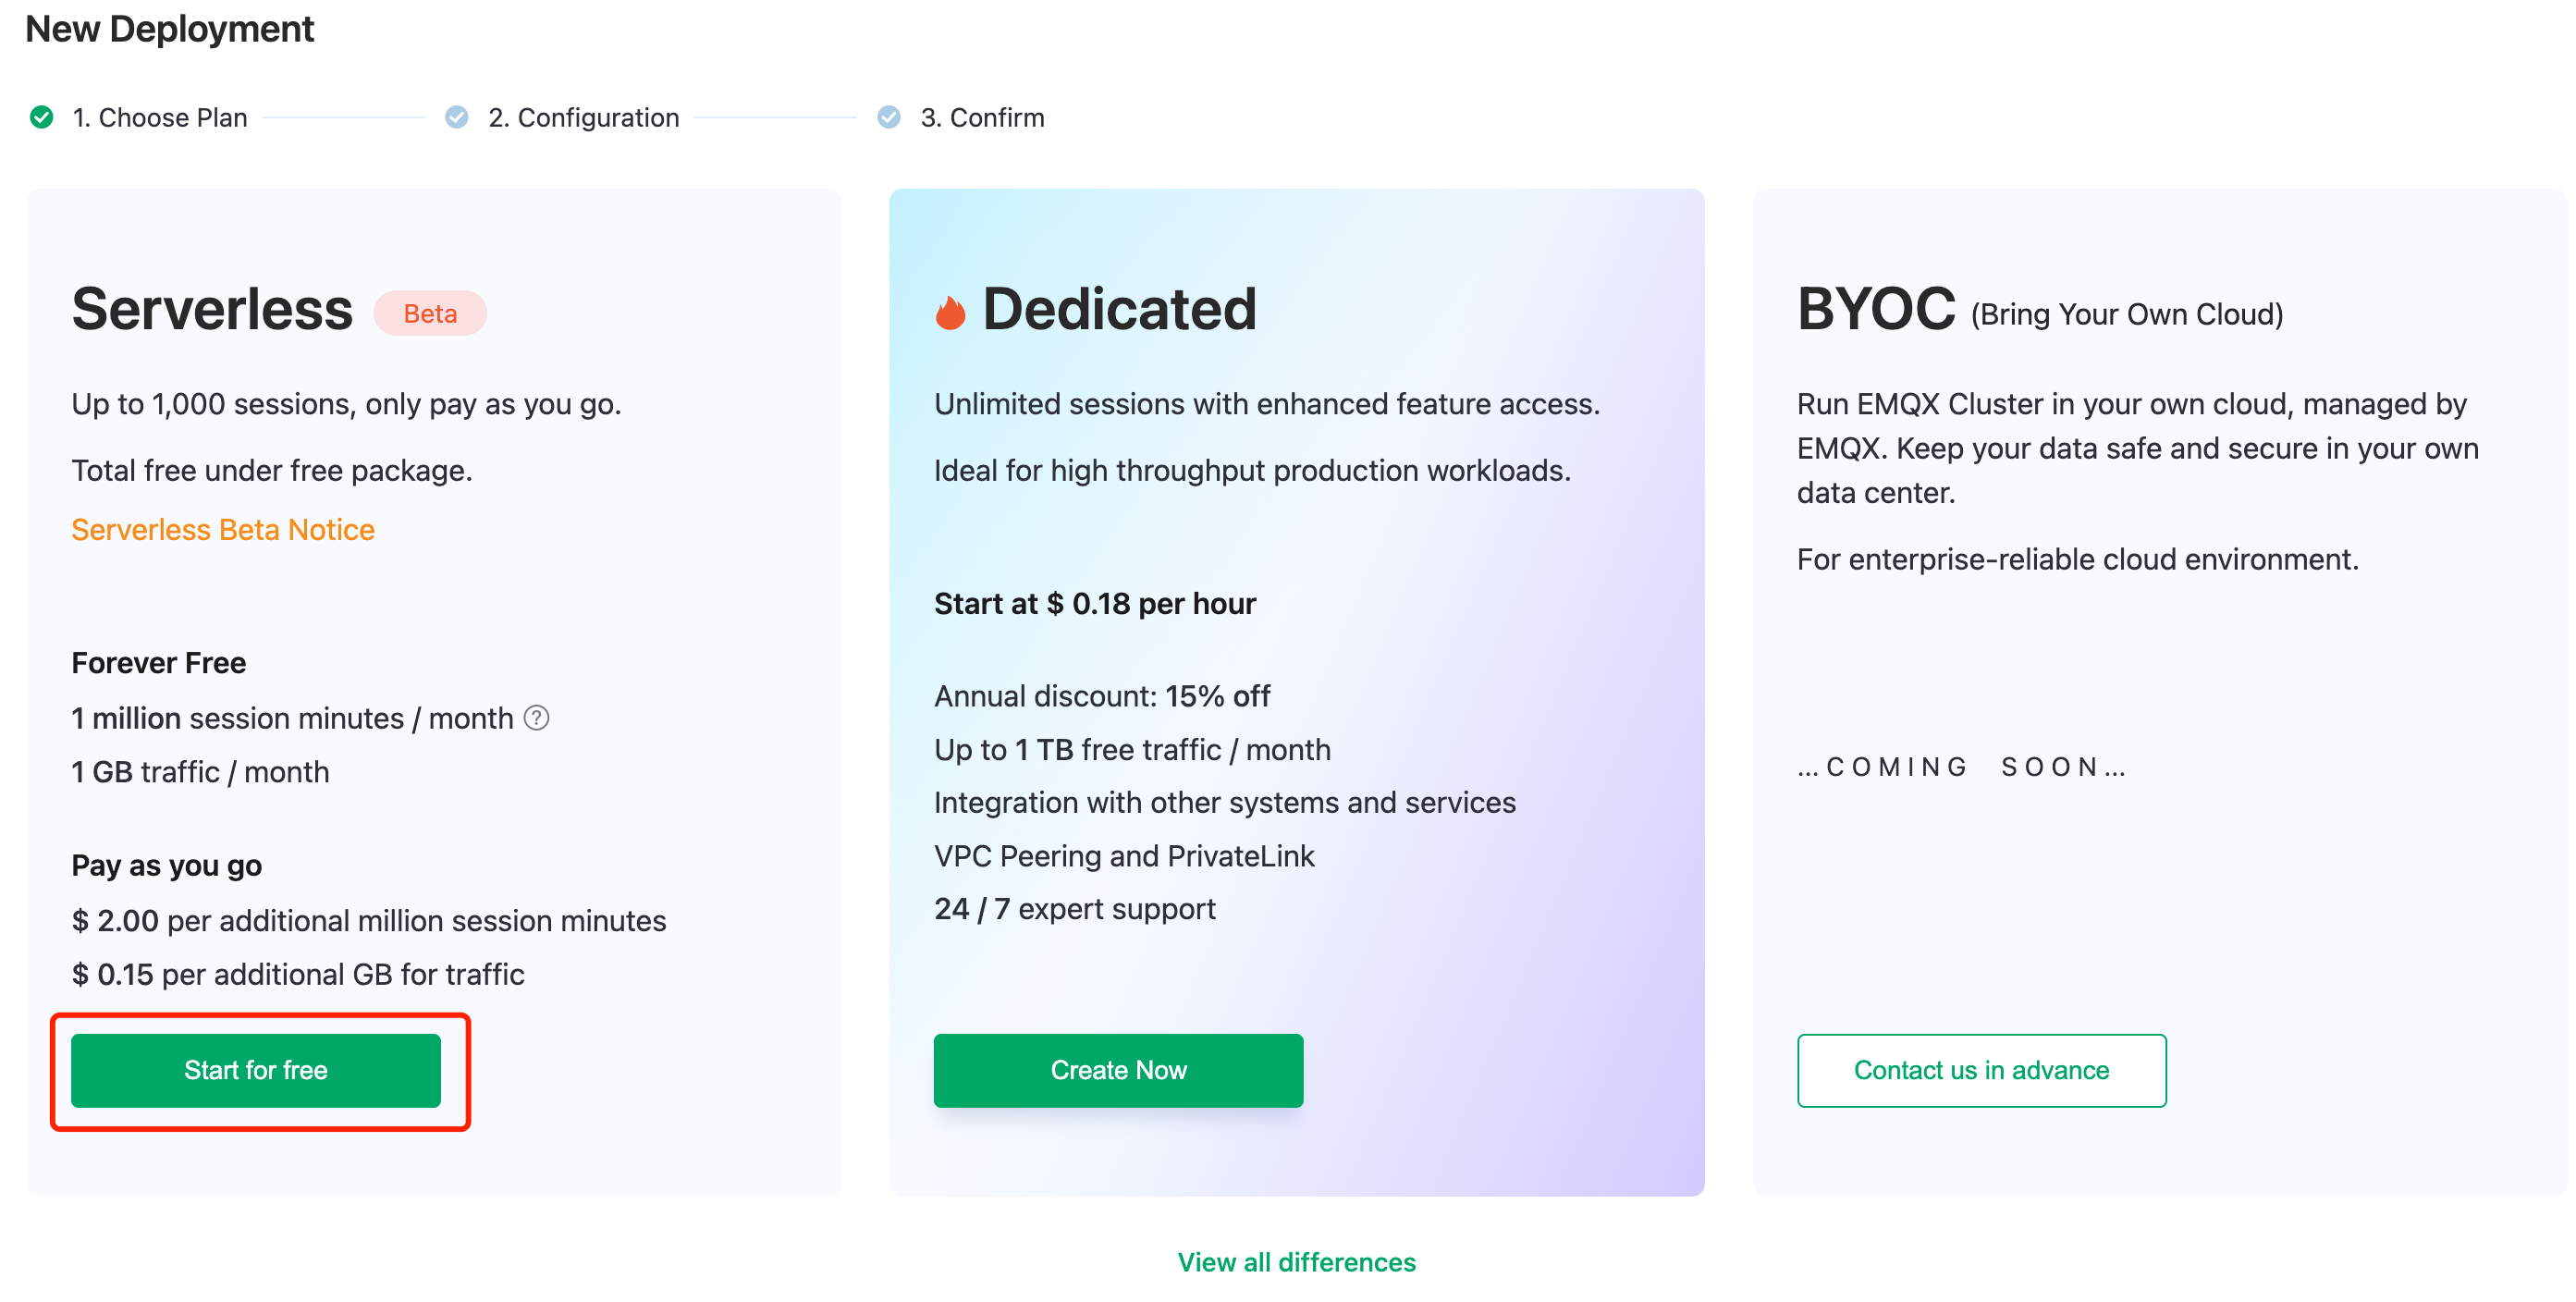 New Deployment
1. Choose Plan
2. Configuration
3. Confirm
Serverless Beta
Up to 1,000 sessions, only pay as you go.
Total free under free package.
Serverless Beta Notice
Forever Free
1 million session minutes / month ?
1 GB traffic / month
Pay as you go
$ 2.00 per additional million session minutes
$ 0.15 per additional GB for traffic
Start for free
Dedicated
Unlimited sessions with enhanced feature access.
Ideal for high throughput production workloads.
Start at $ 0.18 per hour
Annual discount: 15% off
Up to 1 TB free traffic / month
Integration with other systems and services
VPC Peering and PrivateLink
24 / 7 expert support
Create Now
BYOC (Bring Your Own Cloud)
Run EMQX Cluster in your own cloud, managed by
EMQX. Keep your data safe and secure in your own
data center.
For enterprise-reliable cloud environment.
... COMING SOON ...
Contact us in advance
View all differences